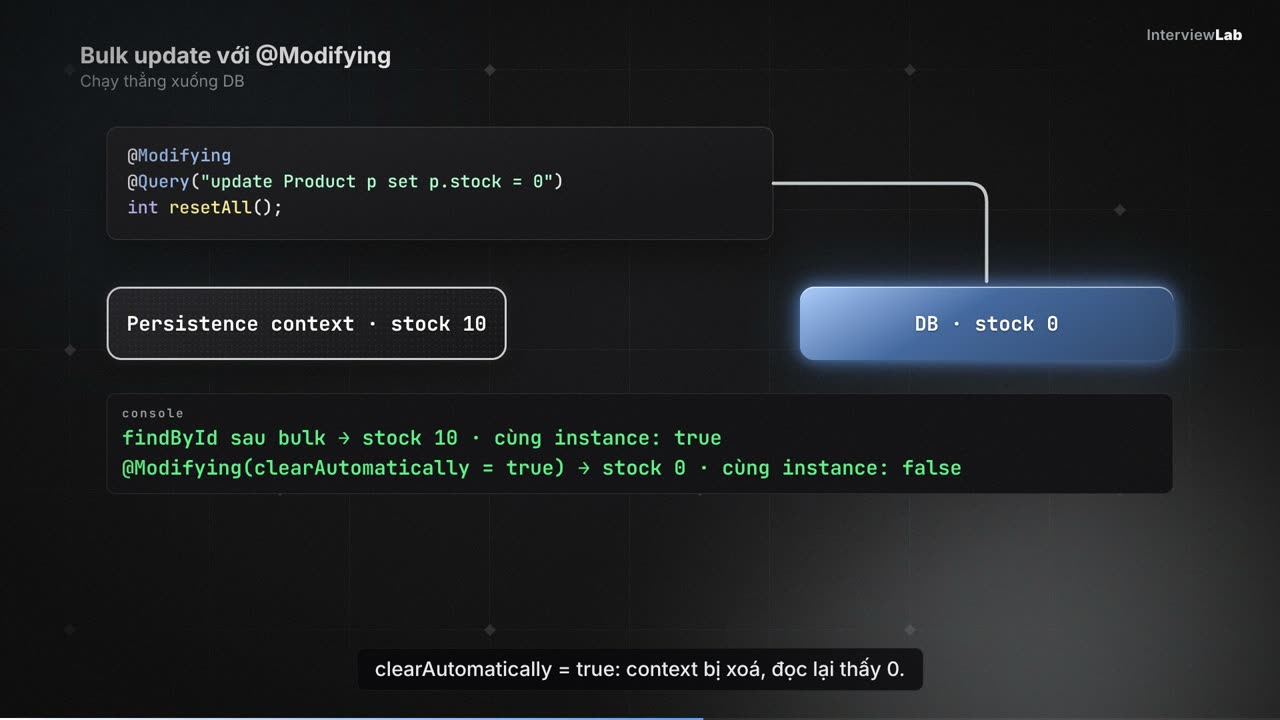 InterviewLab
Bulk update với @Modifying
Chạy thẳng xuống DB
@Modifying
@Query("update Product p set p.stock = 0")
int resetAll();
Persistence context · stock 10
DB · stock 0
console
findById sau bulk → stock 10 · cùng instance: true
@Modifying(clearAutomatically = true) → stock 0 · cùng instance: false
clearAutomatically = true: context bị xoá, đọc lại thấy 0.